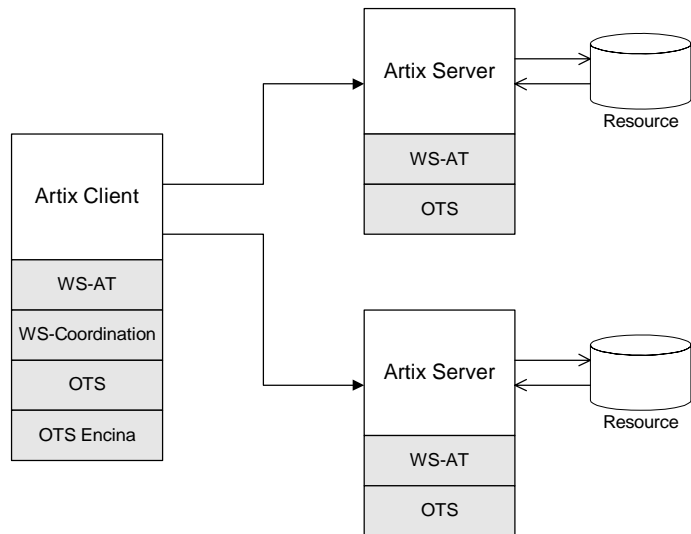 Artix Server
WS-AT
OTS
Resource
Artix Client
WS-AT
WS-Coordination
OTS
OTS Encina
Artix Server
WS-AT
OTS
Resource